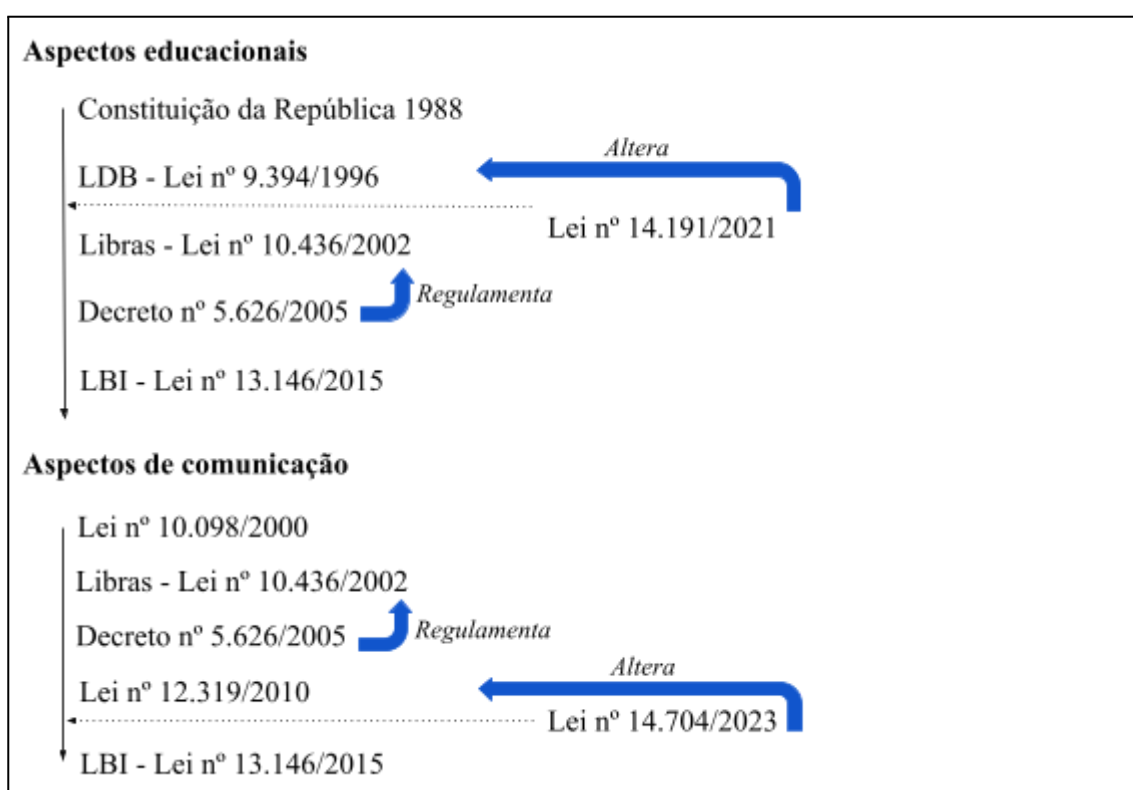 Aspectos educacionais
Constituição da República 1988
Altera
LDB - Lei nº 9.394/1996
Lei nº 14.191/2021
Libras - Lei nº 10.436/2002
Decreto nº 5.626/2005 Regulamenta
LBI - Lei nº 13.146/2015
Aspectos de comunicação
Lei nº 10.098/2000
Libras - Lei nº 10.436/2002
Decreto nº 5.626/2005 Regulamenta
Altera
Lei nº 12.319/2010
Lei nº 14.704/2023
LBI - Lei nº 13.146/2015